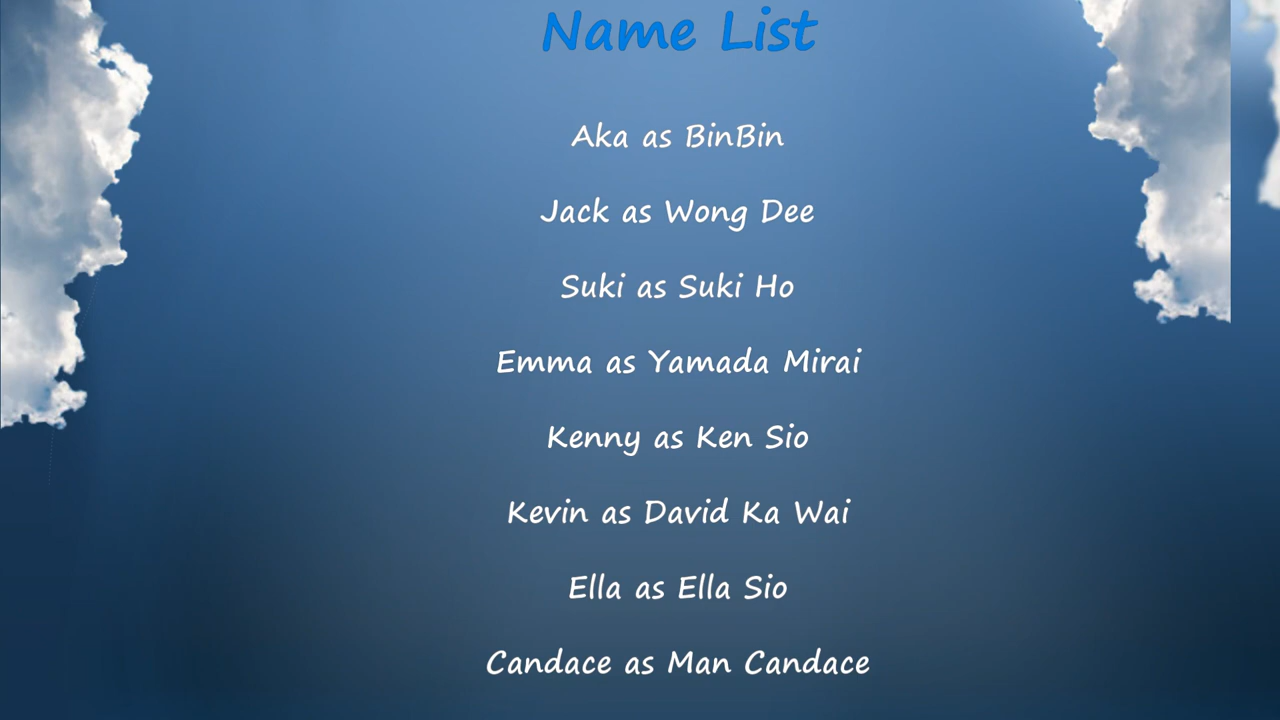 Name List
Aka as BinBin
Jack as Wong Dee
Suki as Suki Ho
Emma as Yamada Mirai
Kenny as Ken Sio
Kevin as David Ka Wai
Ella as Ella Sio
Candace as Man Candace